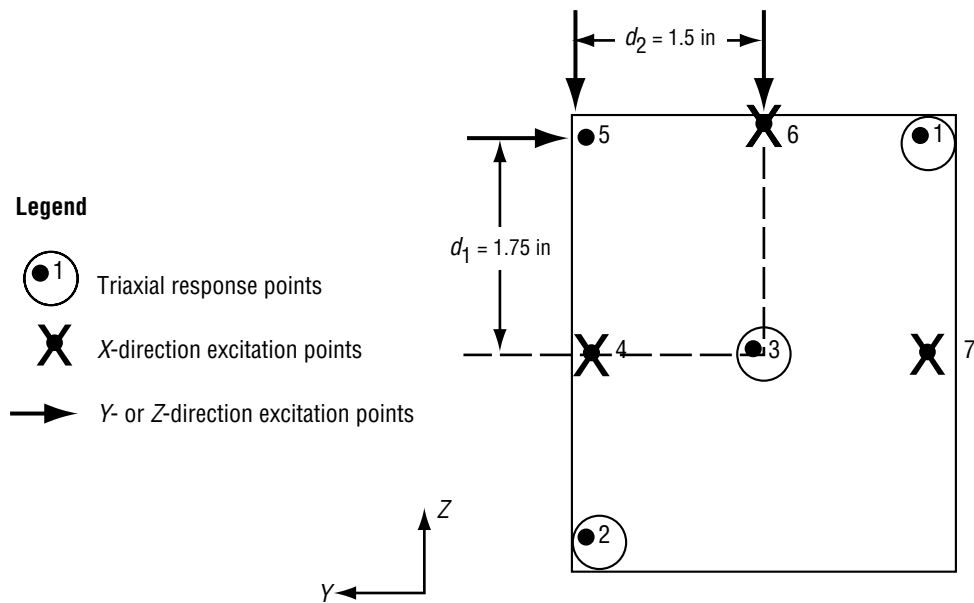 d2 = 1.5 in
5
6
1
d1 = 1.75 in
4
3
7
2
Legend
1
Triaxial response points
X-direction excitation points
Y- or Z-direction excitation points
Z
Y